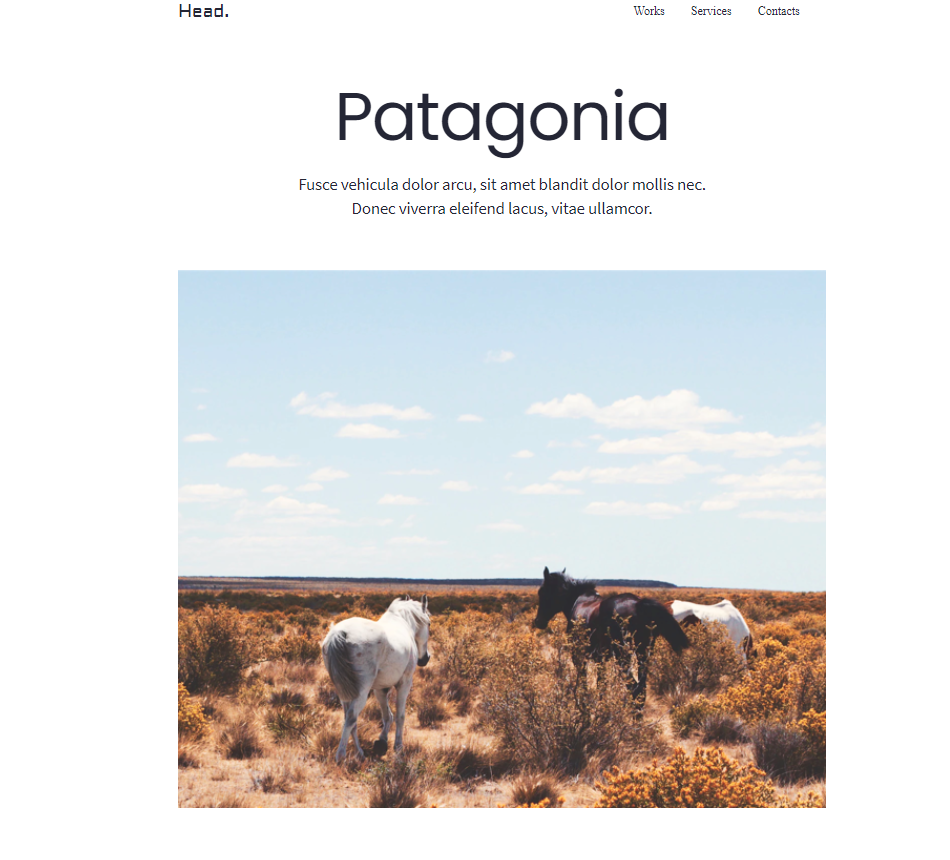 Head.
Works Services Contacts
Patagonia
Fusce vehicula dolor arcu, sit amet blandit dolor mollis nec.
Donec viverra eleifend lacus, vitae ullamcor.